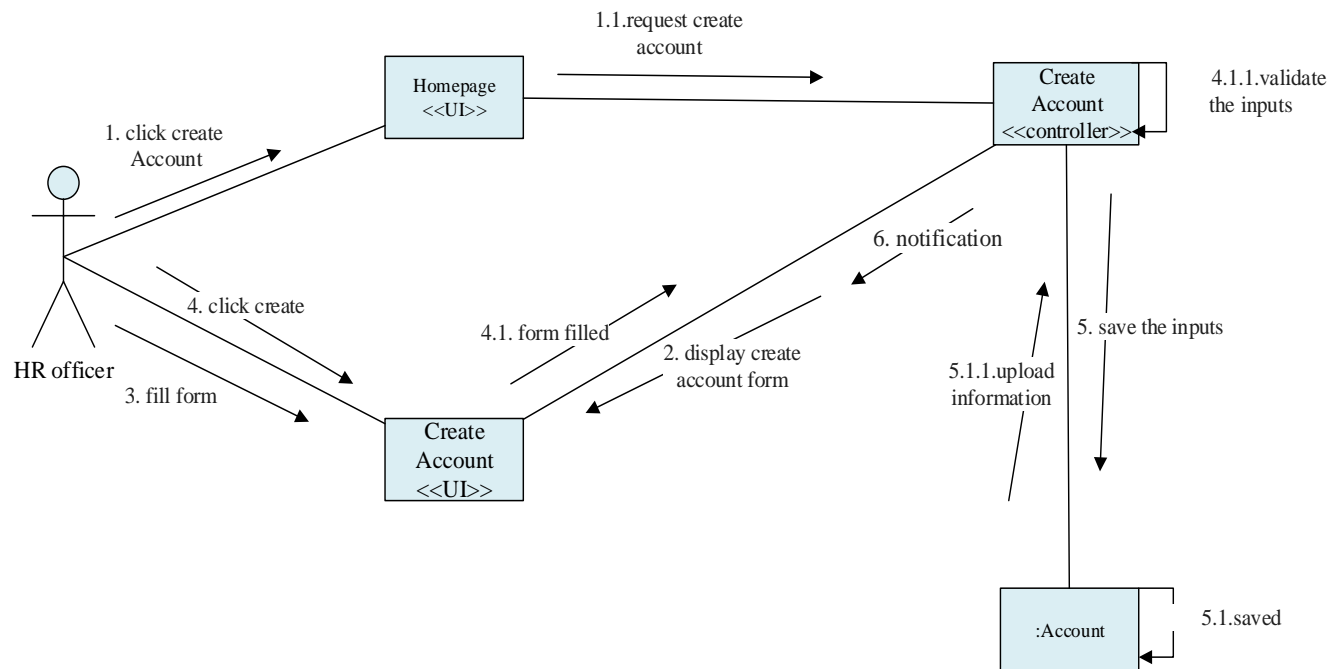 1.1.request create
account
Homepage
<<UI>>
Create
Account
<<controller>>
4.1.1.validate
the inputs
1. click create
Account
6. notification
4. click create
4.1. form filled
2. display create
account form
5. save the inputs
HR officer
3. fill form
5.1.1.upload
information
Create
Account
<<UI>>
:Account
5.1.saved